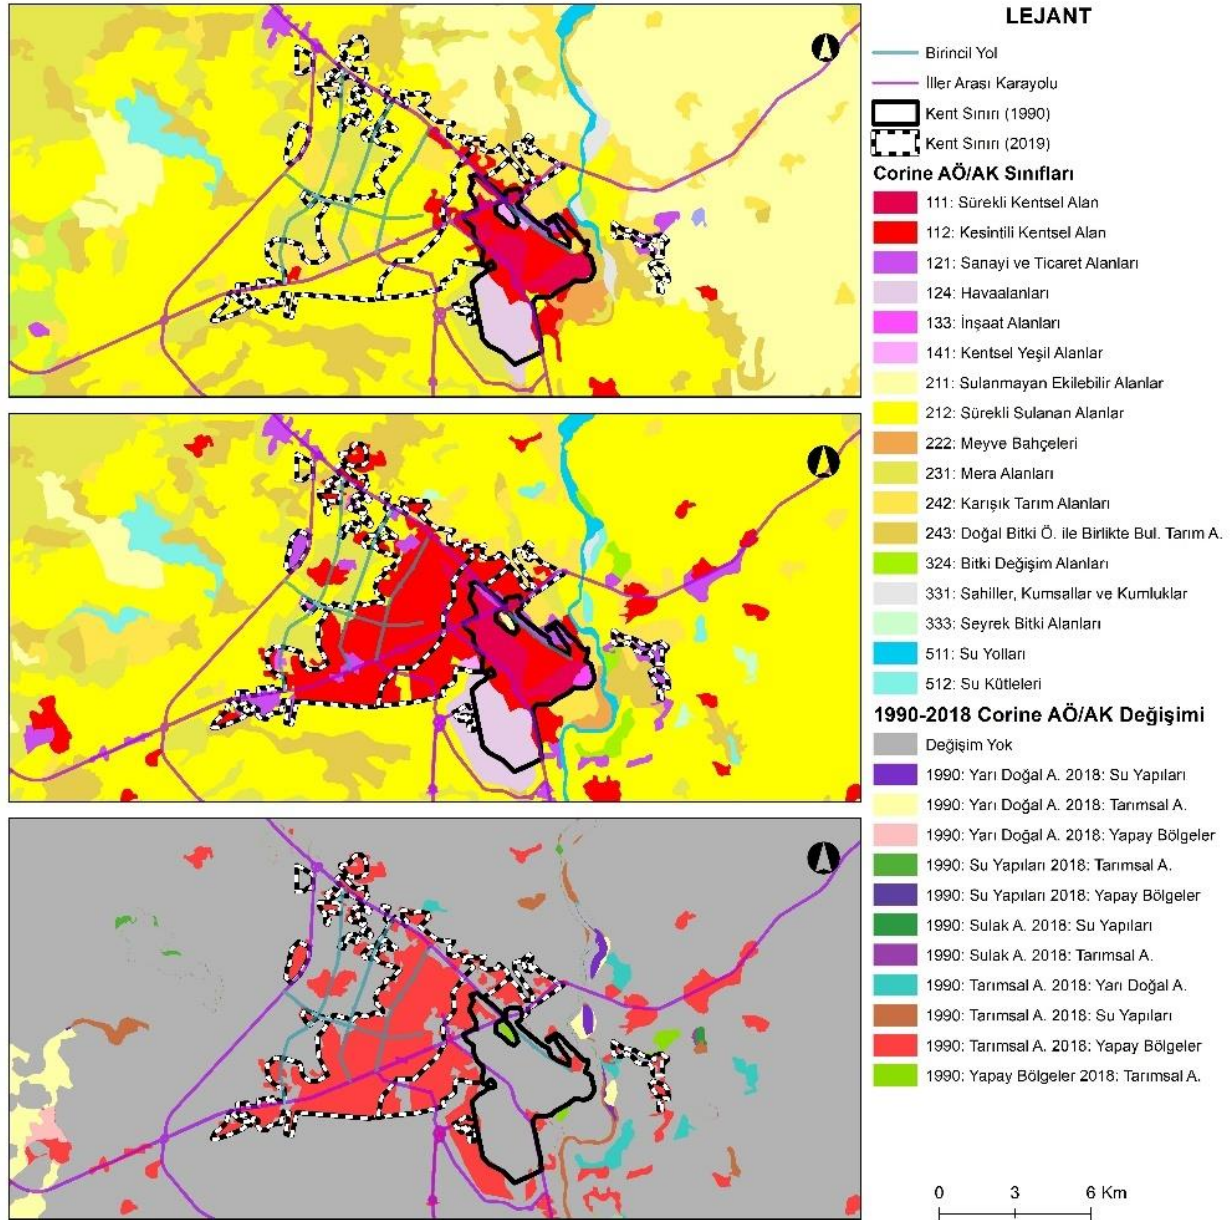 LEJANT
Birincil Yol
İller Arası Karayolu
Kent Sınırı (1990)
Kent Sınırı (2019)
Corine AÖ/AK Sınıfları
111: Sürekli Kentsel Alan
112: Kesintili Kentsel Alan
121: Sanayi ve Ticaret Alanları
124: Havaalanları
133: İnşaat Alanları
141: Kentsel Yeşil Alanlar
211: Sulanmayan Ekilebilir Alanlar
212: Sürekli Sulanan Alanlar
222: Meyve Bahçeleri
231: Mera Alanları
242: Karışık Tarım Alanları
243: Doğal Bitki Ö. ile Birlikte Bul. Tarım A.
324: Bitki Değişim Alanları
331: Sahiller, Kumsallar ve Kumluklar
333: Seyrek Bitki Alanları
511: Su Yolları
512: Su Kütleleri
1990-2018 Corine AÖ/AK Değişimi
Değişim Yok
1990: Yarı Doğal A. 2018: Su Yapıları
1990: Yarı Doğal A. 2018: Tarımsal A.
1990: Yarı Doğal A. 2018: Yapay Bölgeler
1990: Su Yapıları 2018: Tarımsal A.
1990: Su Yapıları 2018: Yapay Bölgeler
1990: Sulak A. 2018: Su Yapıları
1990: Sulak A. 2018: Tarımsal A.
1990: Tarımsal A. 2018: Yarı Doğal A.
1990: Tarımsal A. 2018: Su Yapıları
1990: Tarımsal A. 2018: Yapay Bölgeler
1990: Yapay Bölgeler 2018: Tarımsal A.
0 3 6 Km